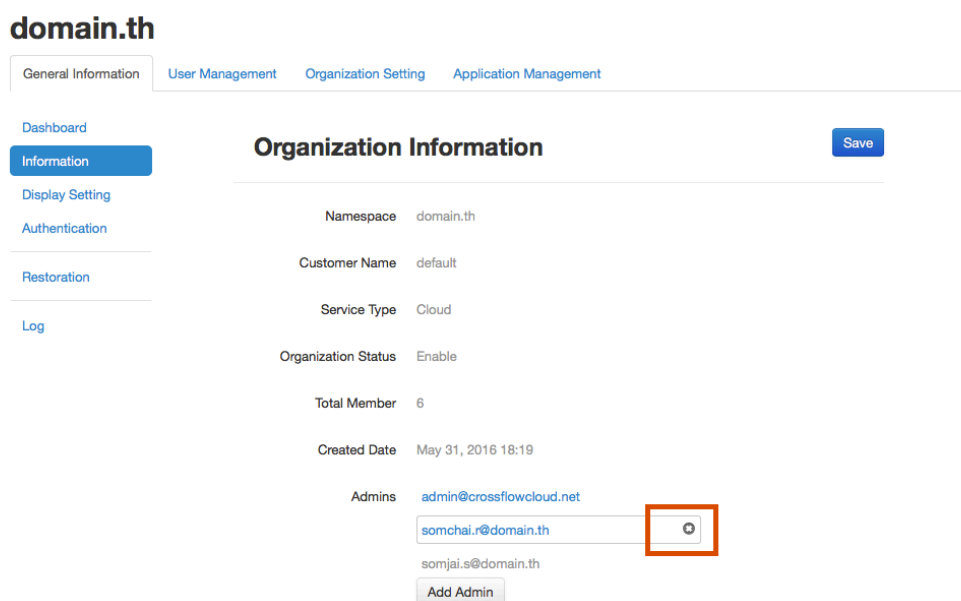 domain.th
General Information User Management Organization Setting Application Management
Dashboard
Information
Display Setting
Authentication
Restoration
Log
Organization Information Save
Namespace domain.th
Customer Name default
Service Type Cloud
Organization Status Enable
Total Member 6
Created Date May 31, 2016 18:19
Admins admin@crossflowcloud.net
somchai.r@domain.th
somjai.s@domain.th
Add Admin